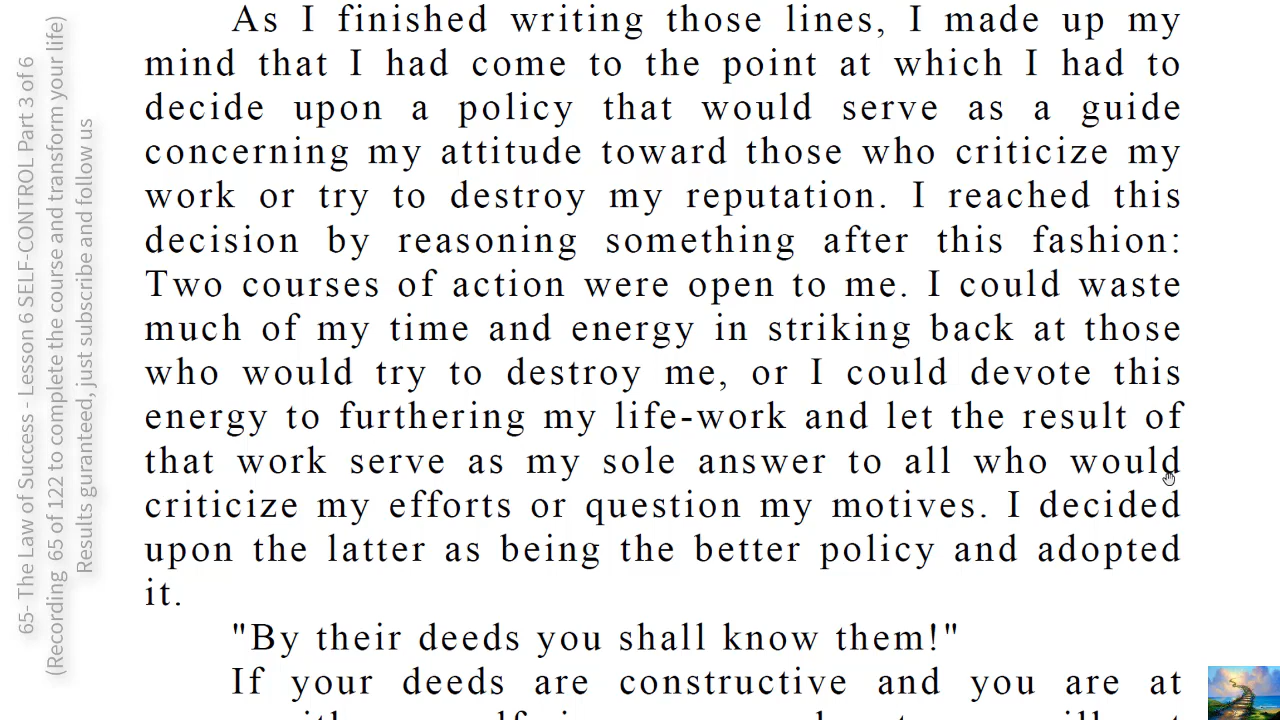 As I finished writing those lines, I made up my
mind that I had come to the point at which I had to
decide upon a policy that would serve as a guide
concerning my attitude toward those who criticize my
work or try to destroy my reputation. I reached this
decision by reasoning something after this fashion:
Two courses of action were open to me. I could waste
much of my time and energy in striking back at those
who would try to destroy me, or I could devote this
energy to furthering my life-work and let the result of
that work serve as my sole answer to all who would
criticize my efforts or question my motives. I decided
upon the latter as being the better policy and adopted
it.
"By their deeds you shall know them!"
If your deeds are constructive and you are at
65- The Law of Success - Lesson 6 SELF-CONTROL Part 3 of 6
(Recording 65 of 122 to complete the course and transform your life)
Results guranteed, just subscribe and follow us